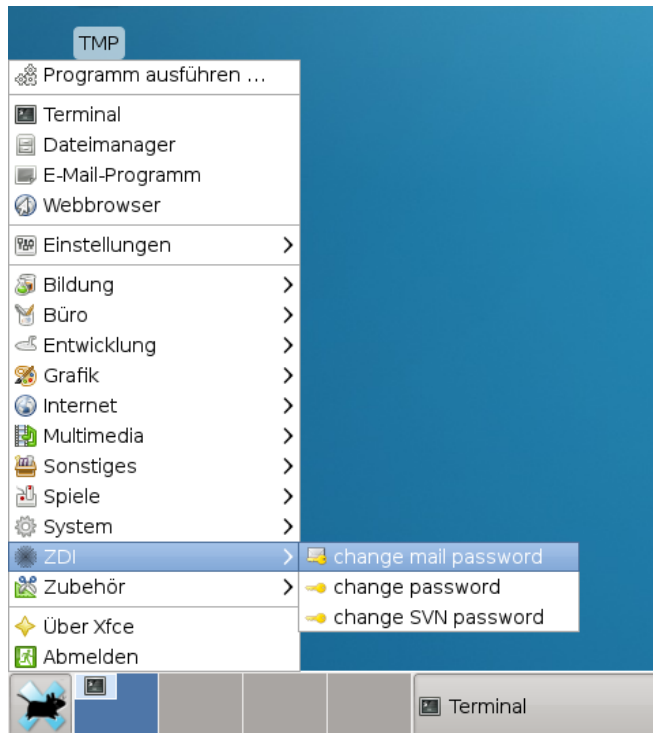 TMP
Programm ausführen ...
Terminal
Dateimanager
E-Mail-Programm
Webbrowser
Einstellungen
Bildung
Büro
Entwicklung
Grafik
Internet
Multimedia
Sonstiges
Spiele
System
ZDI
change mail password
Zubehör
change password
change SVN password
Über Xfce
Abmelden
Terminal